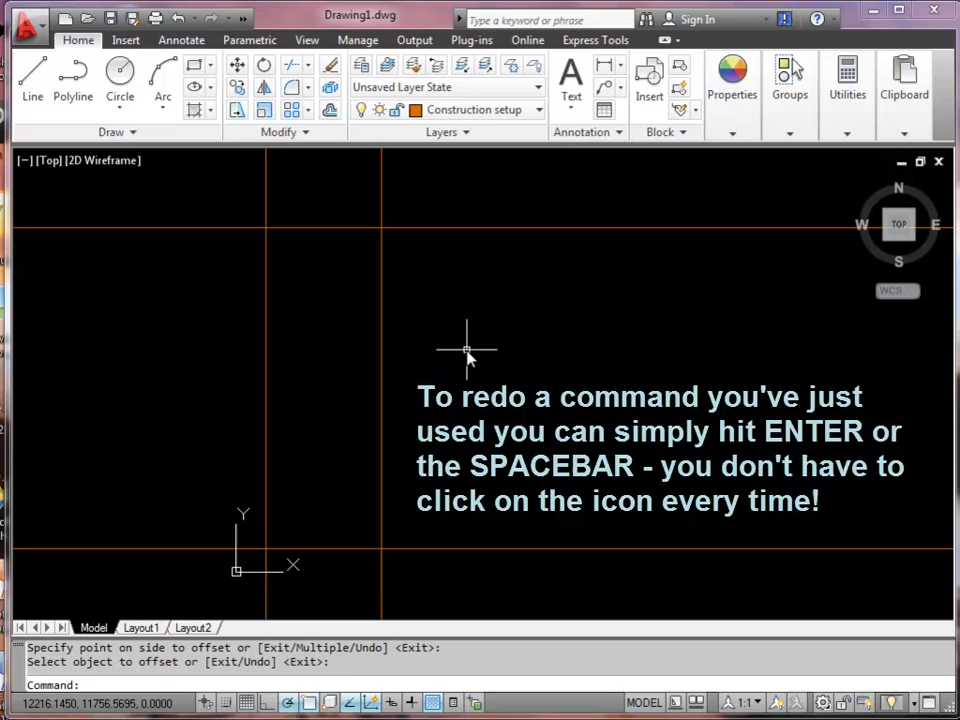 Drawing1.dwg
Type a keyword or phrase
Sign In
Home Insert Annotate Parametric View Manage Output Plug-ins Online Express Tools
Line Polyline Circle Arc
Unsaved Layer State
Construction setup
Text
Insert
Properties Groups Utilities Clipboard
Draw Modify Layers Annotation Block
[−] [Top] [2D Wireframe]
N
W TOP E
S
WCS
To redo a command you've just
used you can simply hit ENTER or
the SPACEBAR - you don't have to
click on the icon every time!
Y
X
Model Layout1 Layout2
Specify point on side to offset or [Exit/Multiple/Undo] <Exit>:
Select object to offset or [Exit/Undo] <Exit>:
Command:
12216.1450, 11756.5695, 0.0000
MODEL
1:1